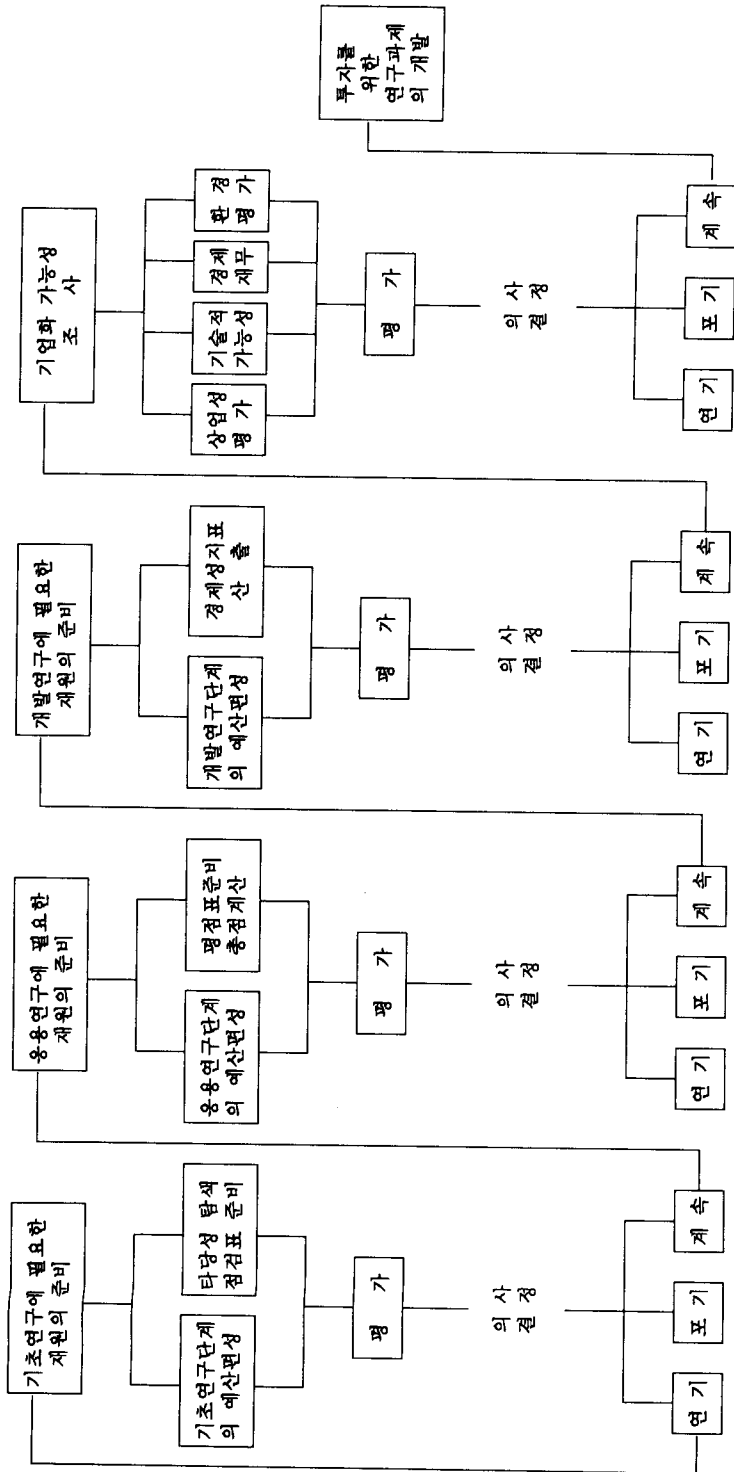 기초연구에 필요한
재원의 준비
기초연구단계
의 예산편성
타당성 탐색
점검표 준비
평 가
의 사
결 정
연 기
포 기
계 속
응용연구에 필요한
재원의 준비
응용연구단계
의 예산편성
평점표준비
총점계산
평 가
의 사
결 정
연 기
포 기
계 속
개발연구에 필요한
재원의 준비
개발연구단계
의 예산편성
경제성지표
산 출
평 가
의 사
결 정
연 기
포 기
계 속
기업화 가능성
조 사
상업성
평 가
기술적
가능성
경제
재무
환 경
평 가
평 가
의 사
결 정
연 기
포 기
계 속
투자를
위한
연구과제
의 개발